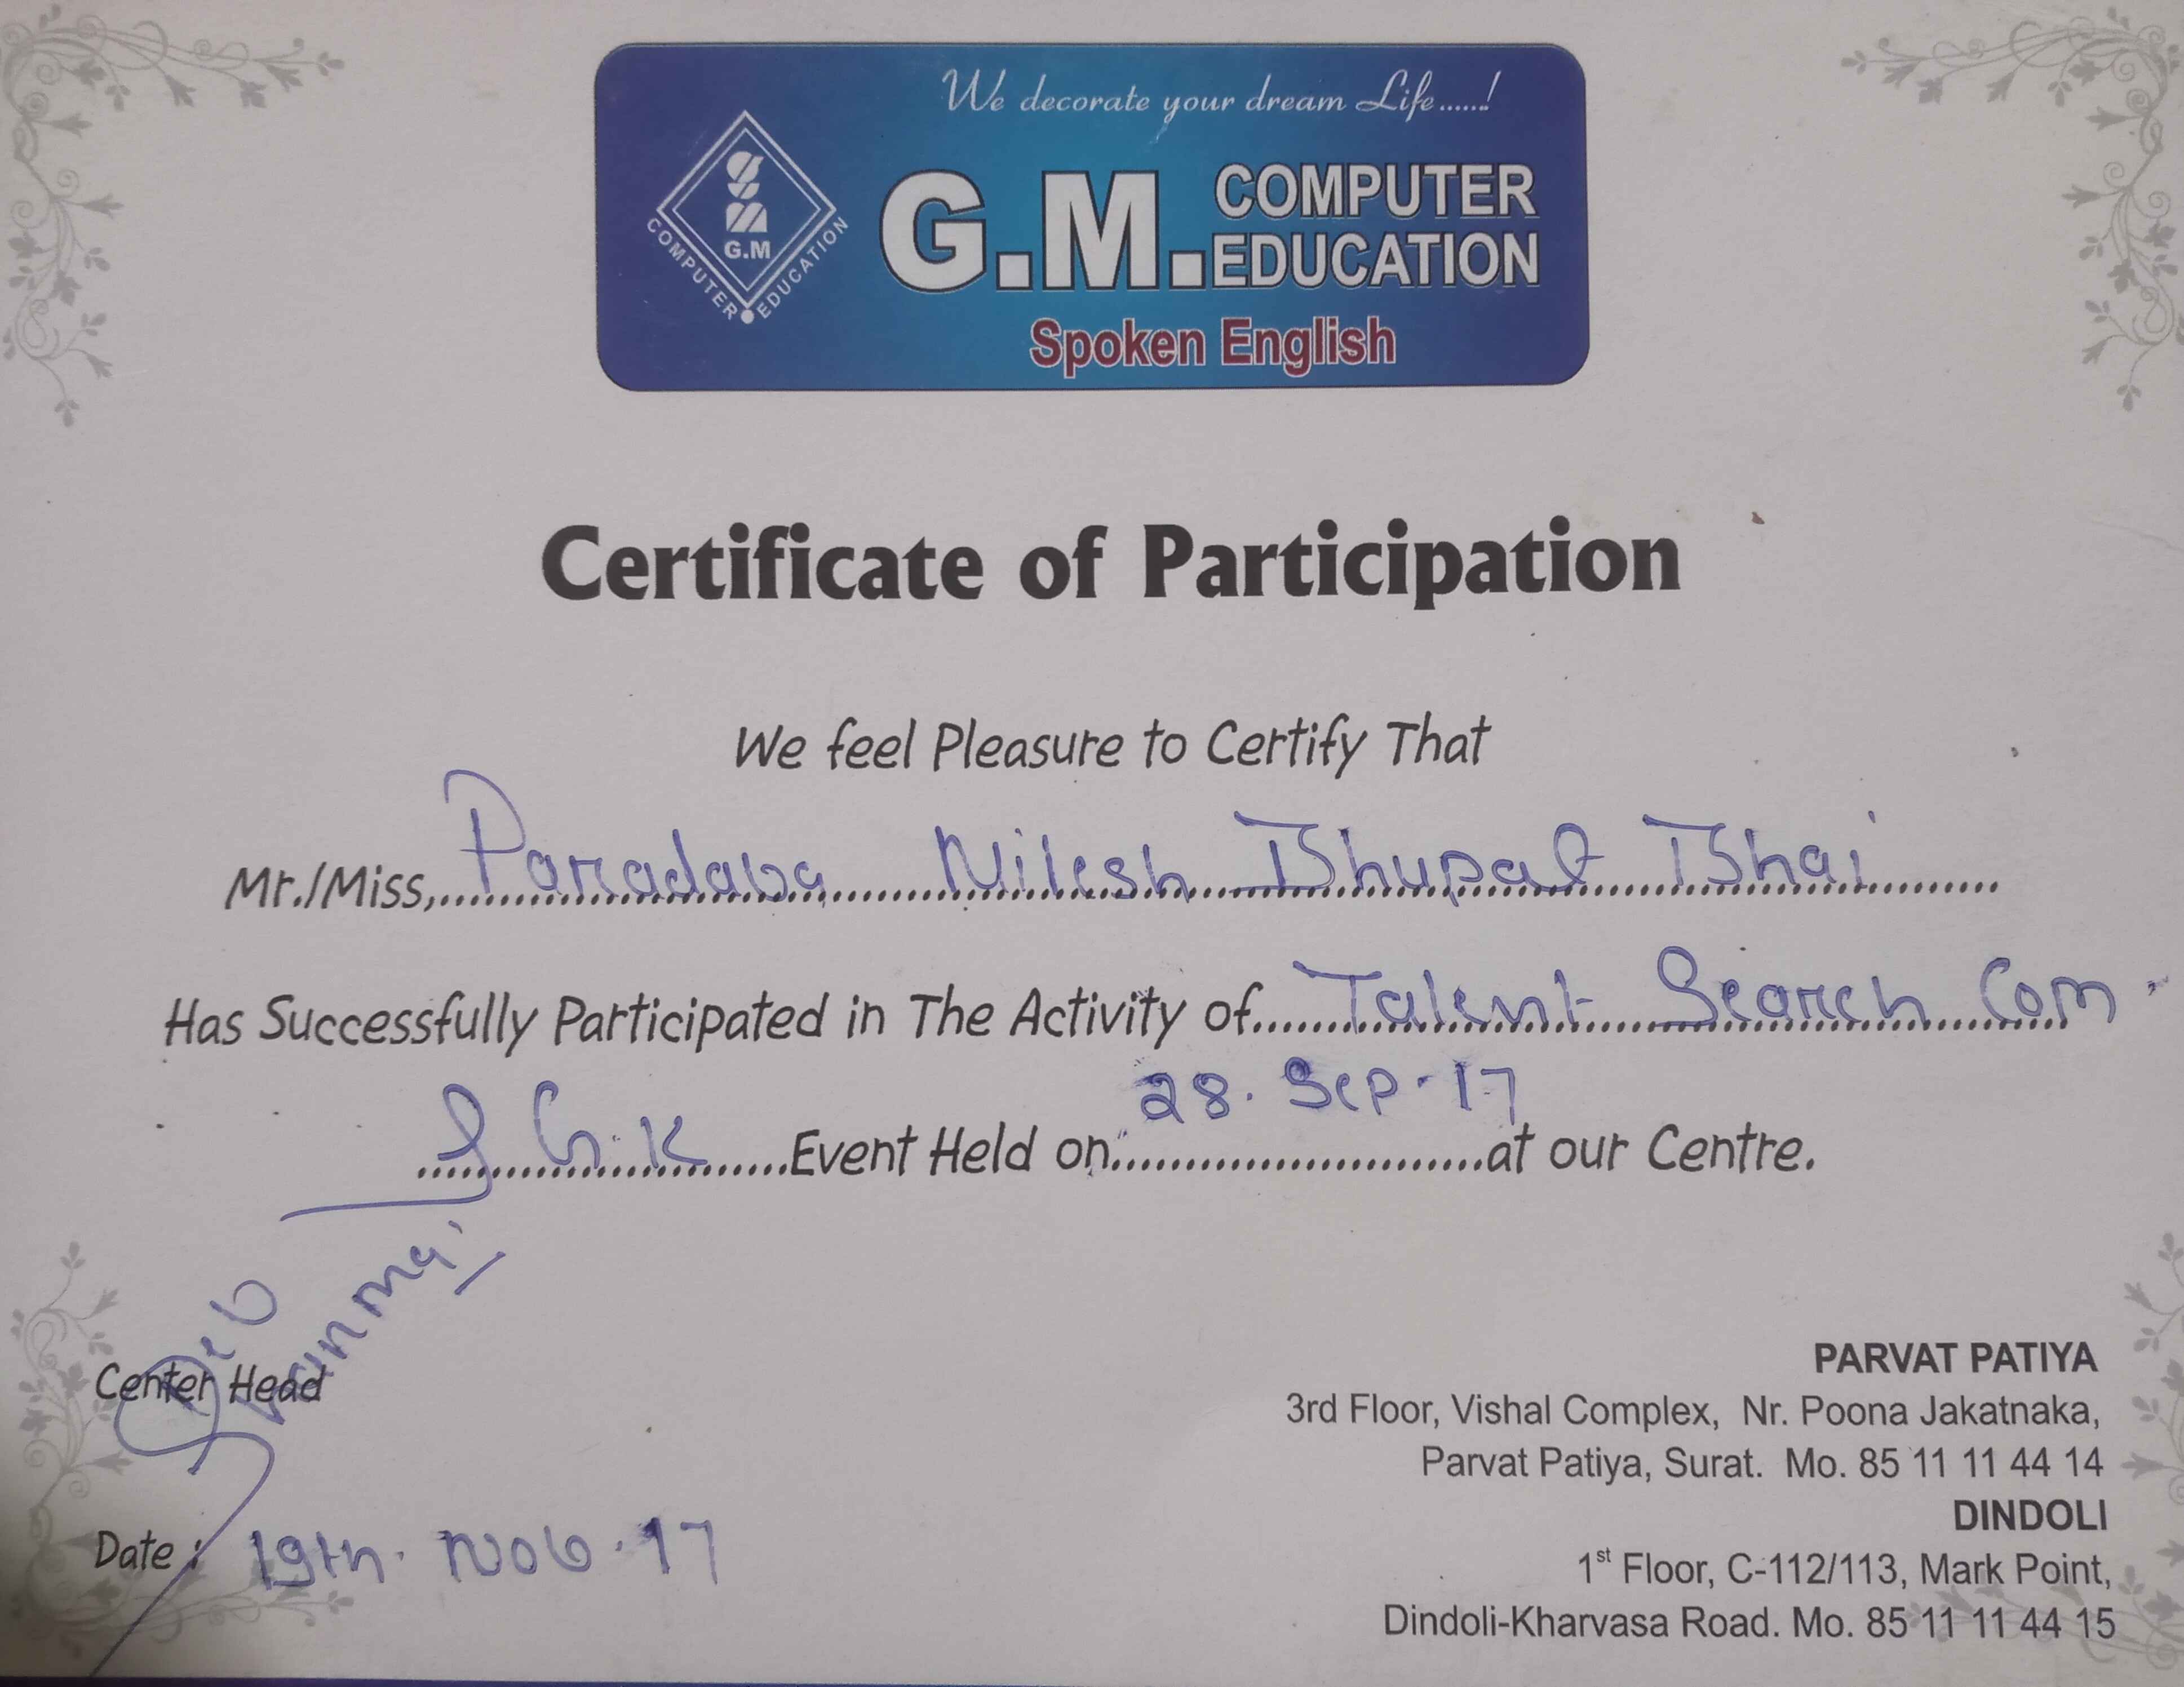 We decorate your dream Life......!
G.M
COMPUTER EDUCATION
G.M. COMPUTER EDUCATION
Spoken English
Certificate of Participation
We feel Pleasure to Certify That
Mr./Miss, Paradava Nilesh Bhupat Bhai
Has Successfully Participated in The Activity of Talent Search Com.
G.K Event Held on 28. Sep. 17 at our Centre.
Center Head
Date : 19th. Nov. 17
PARVAT PATIYA
3rd Floor, Vishal Complex, Nr. Poona Jakatnaka,
Parvat Patiya, Surat. Mo. 85 11 11 44 14
DINDOLI
1st Floor, C-112/113, Mark Point,
Dindoli-Kharvasa Road. Mo. 85 11 11 44 15